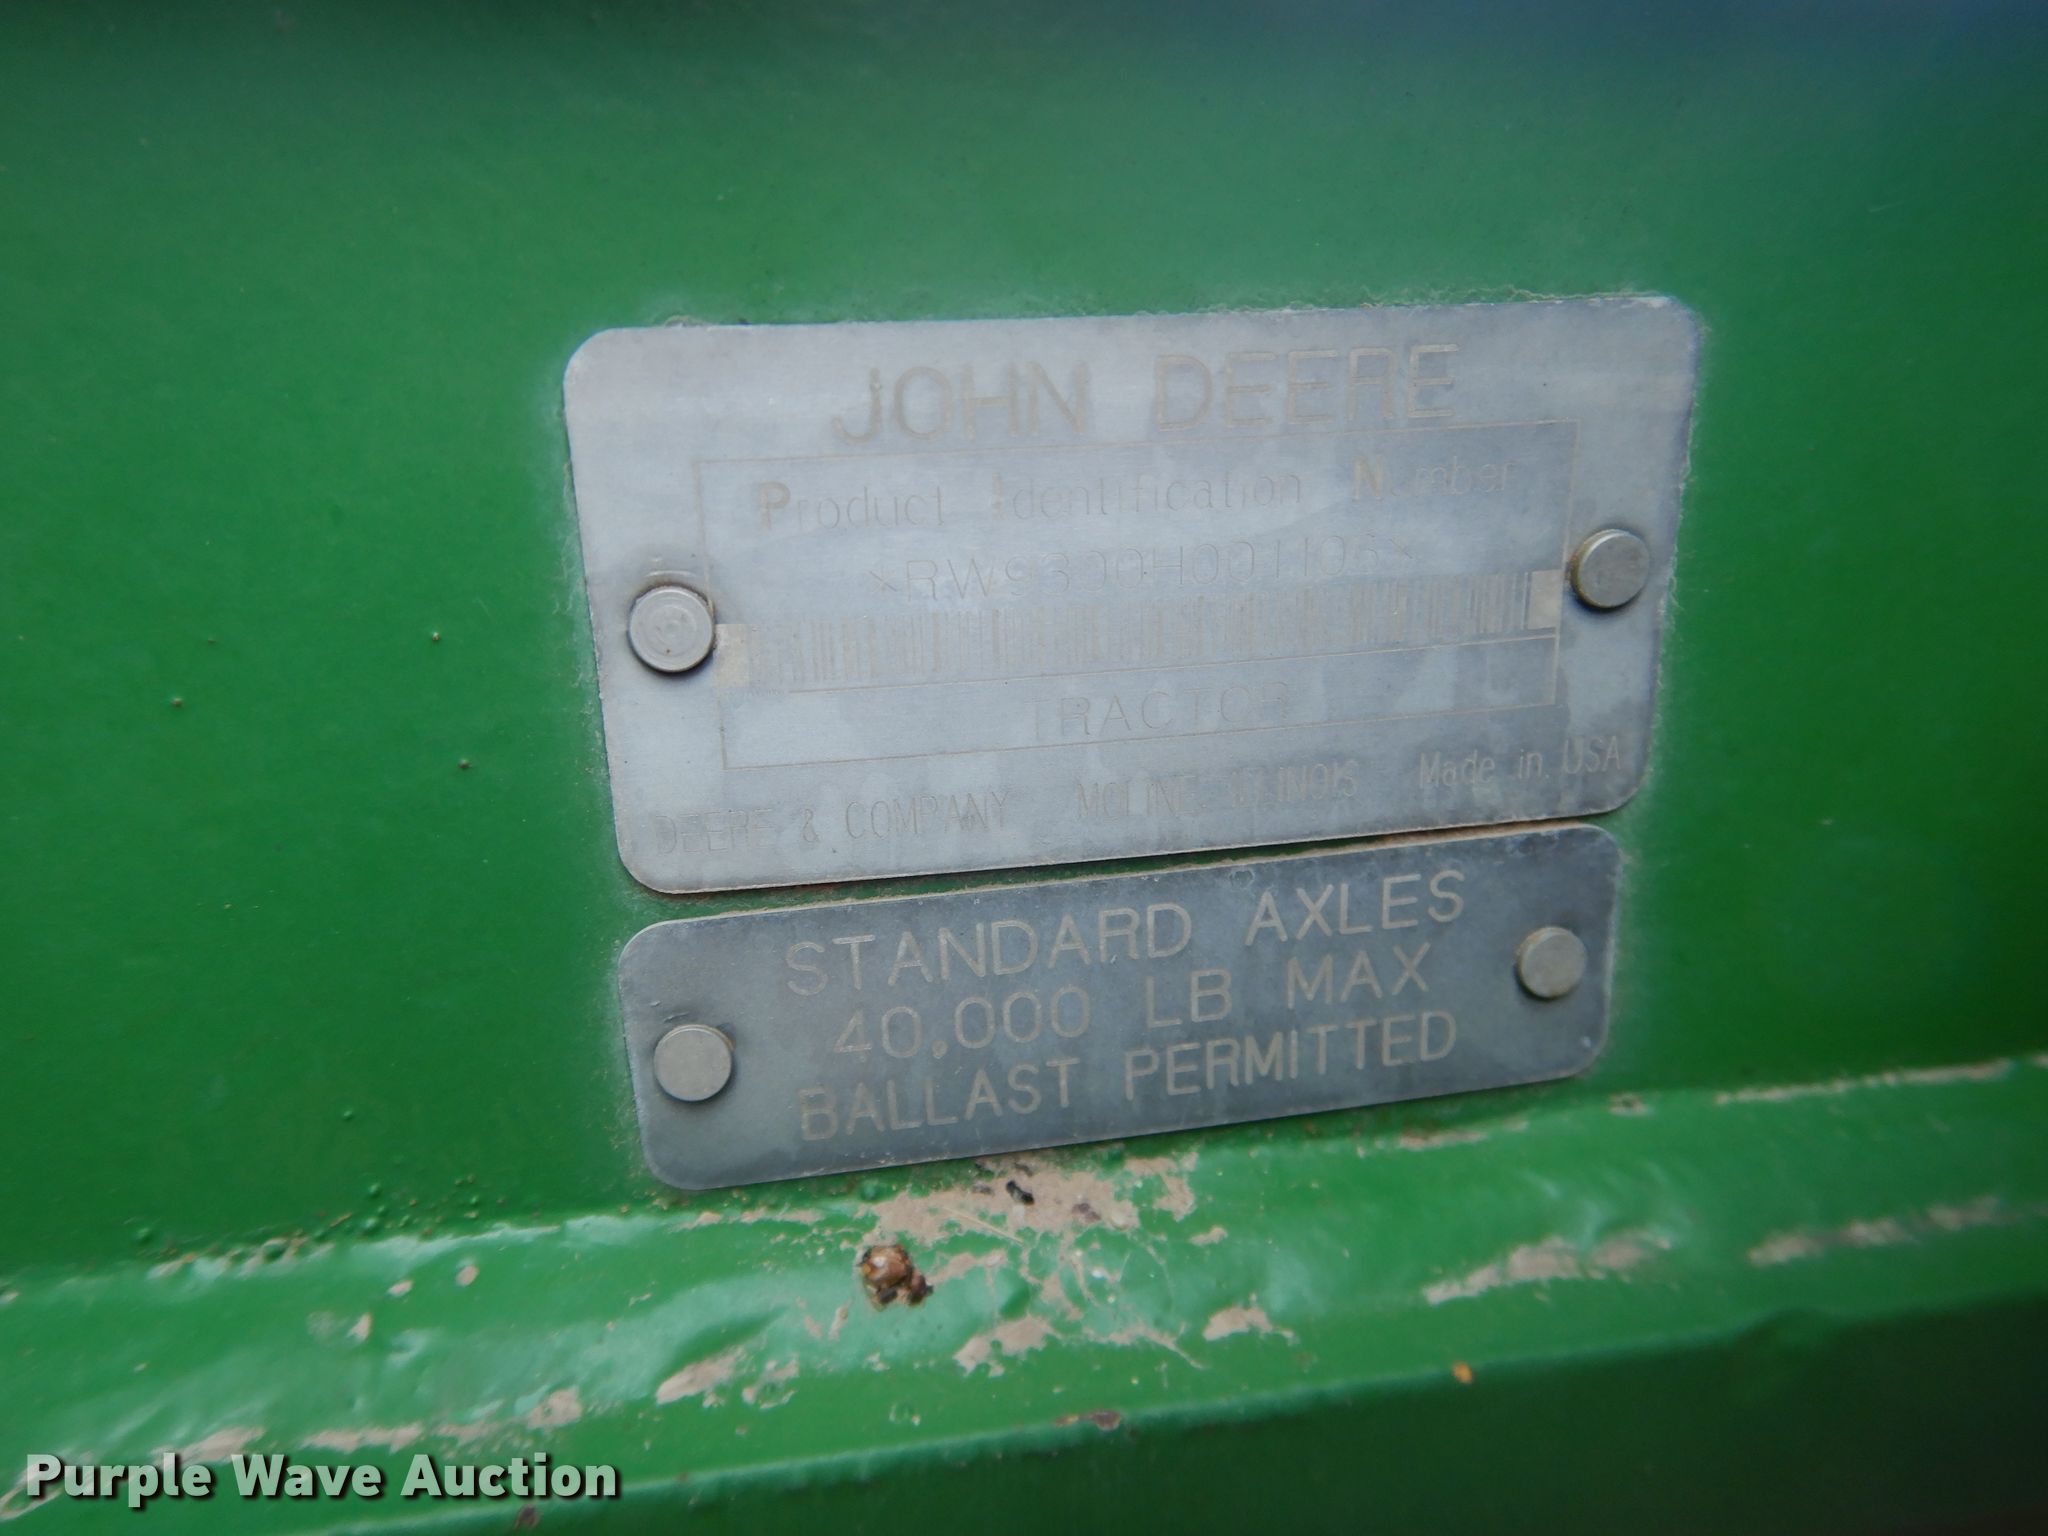 JOHN DEERE
Product Identification Number
*RW9300H001106*
TRACTOR
DEERE & COMPANY MOLINE, ILLINOIS Made in USA
STANDARD AXLES
40,000 LB MAX
BALLAST PERMITTED
Purple Wave Auction